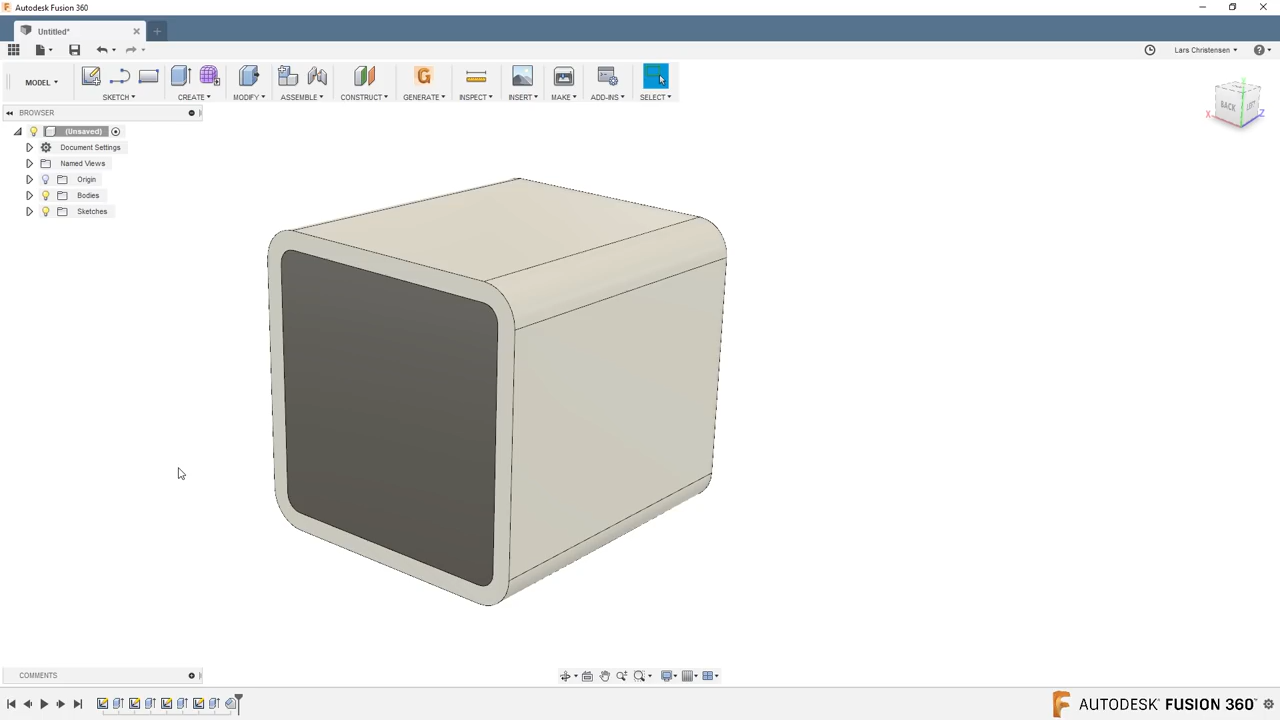 Autodesk Fusion 360
Untitled*
Lars Christensen
MODEL
SKETCH
CREATE
MODIFY
ASSEMBLE
CONSTRUCT
GENERATE
INSPECT
INSERT
MAKE
ADD-INS
SELECT
BROWSER
(Unsaved)
Document Settings
Named Views
Origin
Bodies
Sketches
BACK
LEFT
X
Y
Z
COMMENTS
AUTODESK® FUSION 360™